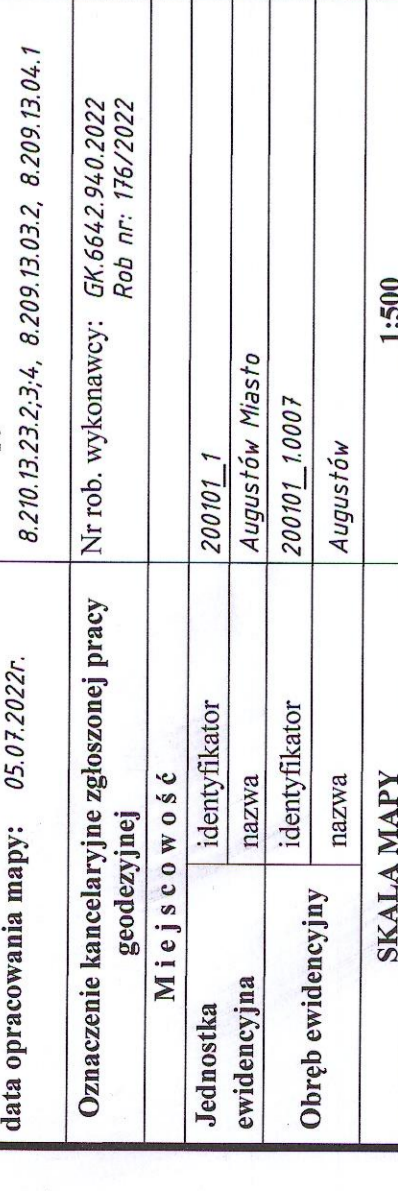 data opracowania mapy: 05.07.2022r.
8.210.13.23.2;3;4, 8.209.13.03.2, 8.209.13.04.1
Oznaczenie kancelaryjne zgłoszonej pracy geodezyjnej
Nr rob. wykonawcy: GK.6642.940.2022
Rob nr: 176/2022
Miejscowość
Jednostka ewidencyjna
identyfikator 200101_1
nazwa Augustów Miasto
Obręb ewidencyjny
identyfikator 200101_1.0007
nazwa Augustów
SKALA MAPY 1:500